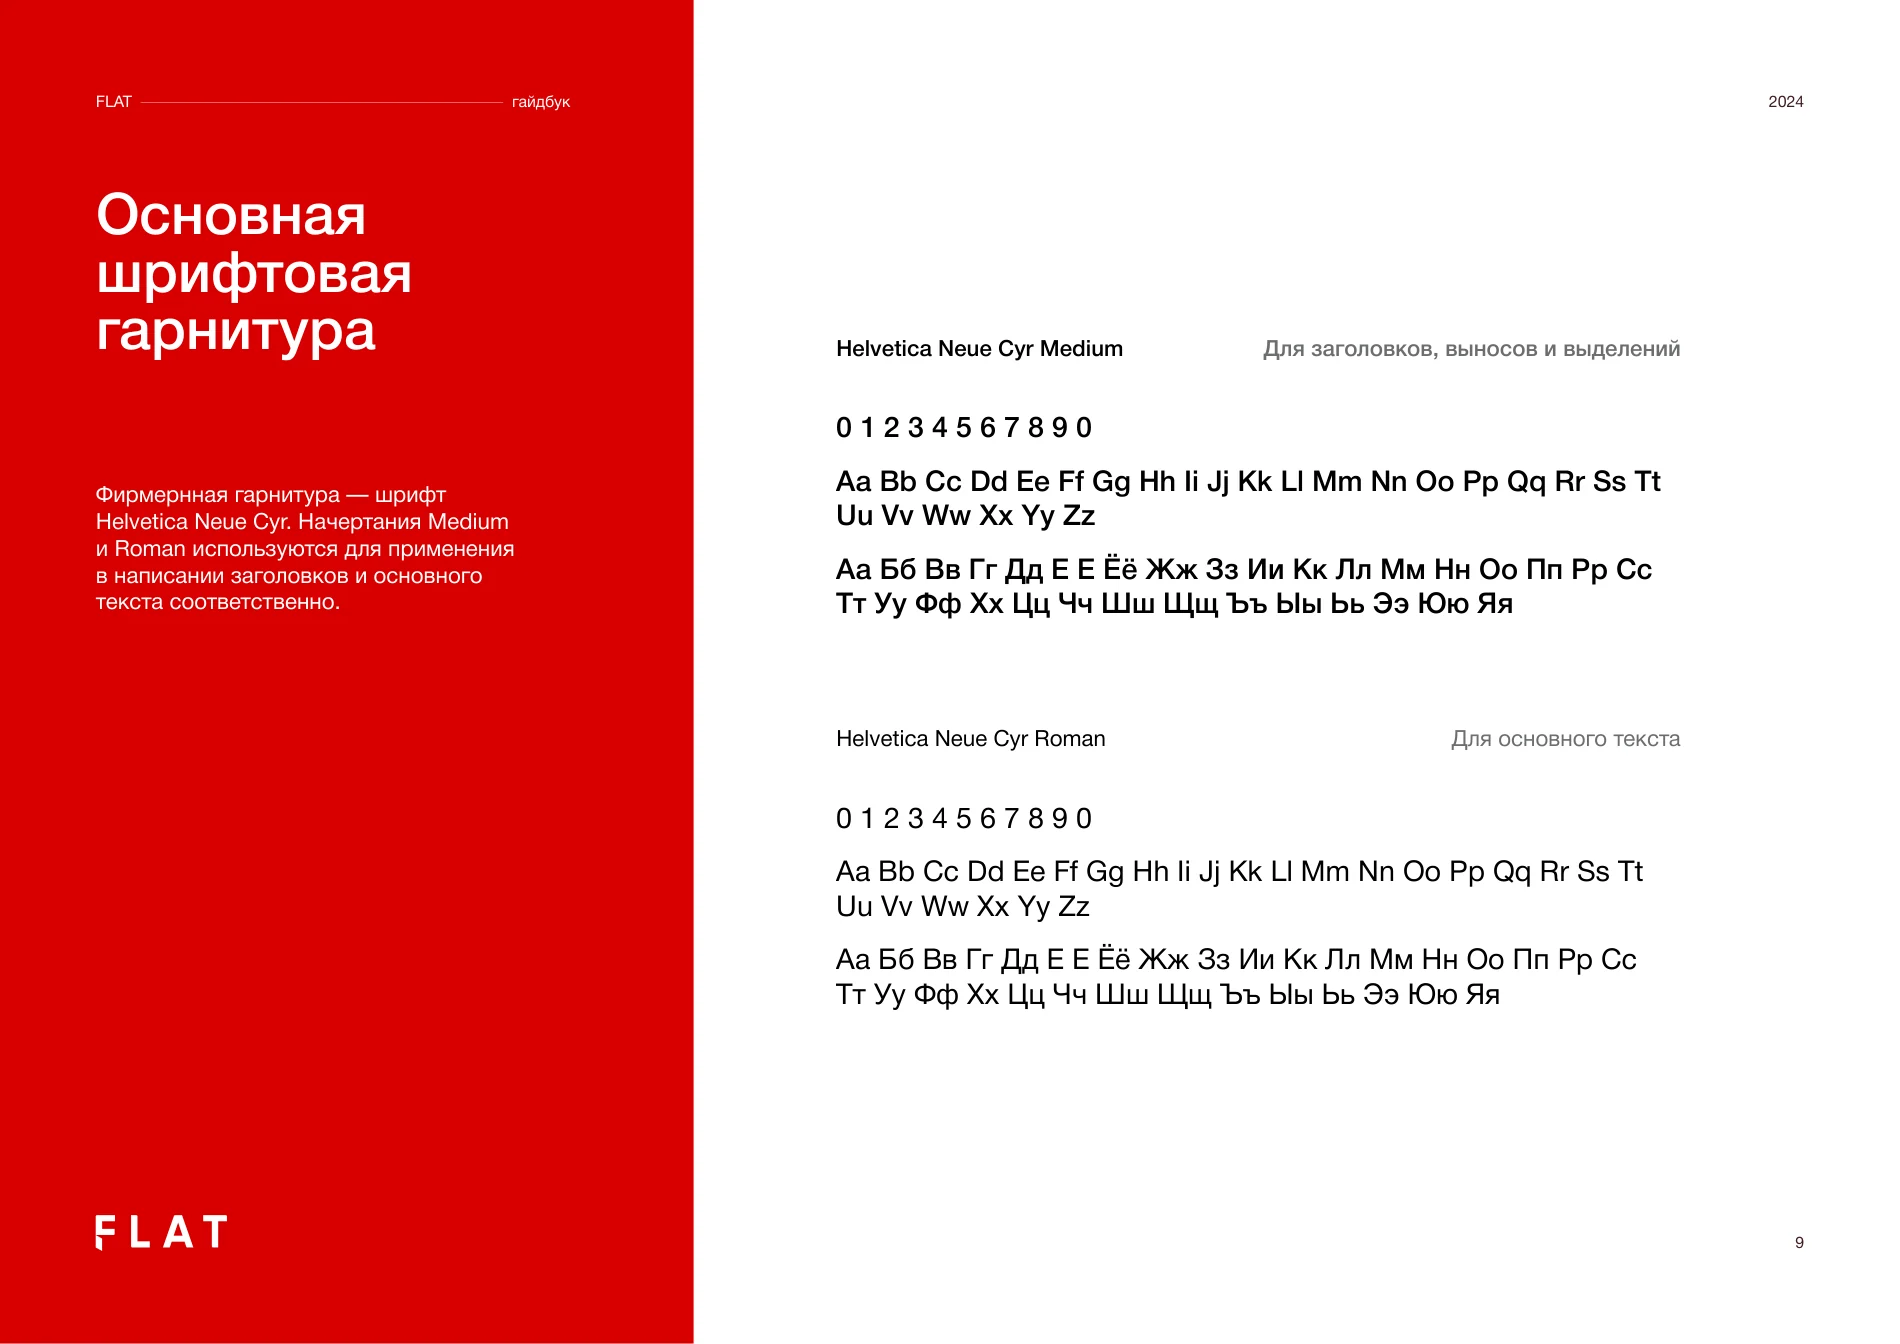 FLAT гайдбук
2024
Основная
шрифтовая
гарнитура
Фирмернная гарнитура — шрифт
Helvetica Neue Cyr. Начертания Medium
и Roman используются для применения
в написании заголовков и основного
текста соответственно.
Helvetica Neue Cyr Medium
Для заголовков, выносов и выделений
0 1 2 3 4 5 6 7 8 9 0
Aa Bb Cc Dd Ee Ff Gg Hh Ii Jj Kk Ll Mm Nn Oo Pp Qq Rr Ss Tt
Uu Vv Ww Xx Yy Zz
Аа Бб Вв Гг Дд Е Е Ёё Жж Зз Ии Кк Лл Мм Нн Оо Пп Рр Сс
Тт Уу Фф Хх Цц Чч Шш Щщ Ъъ Ыы Ьь Ээ Юю Яя
Helvetica Neue Cyr Roman
Для основного текста
0 1 2 3 4 5 6 7 8 9 0
Aa Bb Cc Dd Ee Ff Gg Hh Ii Jj Kk Ll Mm Nn Oo Pp Qq Rr Ss Tt
Uu Vv Ww Xx Yy Zz
Аа Бб Вв Гг Дд Е Е Ёё Жж Зз Ии Кк Лл Мм Нн Оо Пп Рр Сс
Тт Уу Фф Хх Цц Чч Шш Щщ Ъъ Ыы Ьь Ээ Юю Яя
FLAT
9